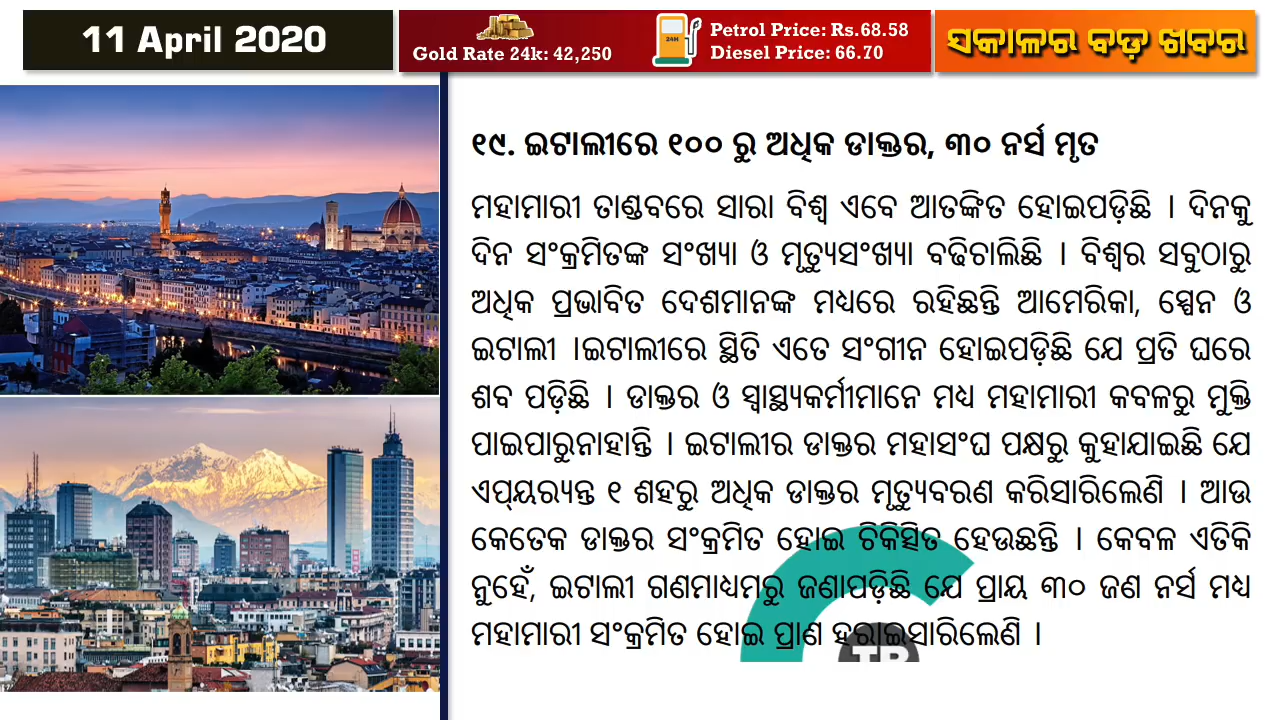 11 April 2020
Gold Rate 24k: 42,250
24H
Petrol Price: Rs.68.58
Diesel Price: 66.70
ସକାଳର ବଡ଼ ଖବର
୧୯. ଇଟାଲୀରେ ୧୦୦ ରୁ ଅଧିକ ଡାକ୍ତର, ୩୦ ନର୍ସ ମୃତ
ମହାମାରୀ ତାଣ୍ଡବରେ ସାରା ବିଶ୍ୱ ଏବେ ଆତଙ୍କିତ ହୋଇପଡ଼ିଛି । ଦିନକୁ
ଦିନ ସଂକ୍ରମିତଙ୍କ ସଂଖ୍ୟା ଓ ମୃତ୍ୟୁସଂଖ୍ୟା ବଢିଚାଲିଛି । ବିଶ୍ୱର ସବୁଠାରୁ
ଅଧିକ ପ୍ରଭାବିତ ଦେଶମାନଙ୍କ ମଧ୍ୟରେ ରହିଛନ୍ତି ଆମେରିକା, ସ୍ପେନ ଓ
ଇଟାଲୀ ।ଇଟାଲୀରେ ସ୍ଥିତି ଏତେ ସଂଗୀନ ହୋଇପଡ଼ିଛି ଯେ ପ୍ରତି ଘରେ
ଶବ ପଡ଼ିଛି । ଡାକ୍ତର ଓ ସ୍ୱାସ୍ଥ୍ୟକର୍ମୀମାନେ ମଧ୍ୟ ମହାମାରୀ କବଳରୁ ମୁକ୍ତି
ପାଇପାରୁନାହାନ୍ତି । ଇଟାଲୀର ଡାକ୍ତର ମହାସଂଘ ପକ୍ଷରୁ କୁହାଯାଇଛି ଯେ
ଏପ୍‌ୟର୍‍ୟନ୍ତ ୧ ଶହରୁ ଅଧିକ ଡାକ୍ତର ମୃତ୍ୟୁବରଣ କରିସାରିଲେଣି । ଆଉ
କେତେକ ଡାକ୍ତର ସଂକ୍ରମିତ ହୋଇ ଚିକିତ୍ସିତ ହେଉଛନ୍ତି । କେବଳ ଏତିକି
ନୁହେଁ, ଇଟାଲୀ ଗଣମାଧ୍ୟମରୁ ଜଣାପଡ଼ିଛି ଯେ ପ୍ରାୟ ୩୦ ଜଣ ନର୍ସ ମଧ୍ୟ
ମହାମାରୀ ସଂକ୍ରମିତ ହୋଇ ପ୍ରାଣ ହରାଇସାରିଲେଣି ।